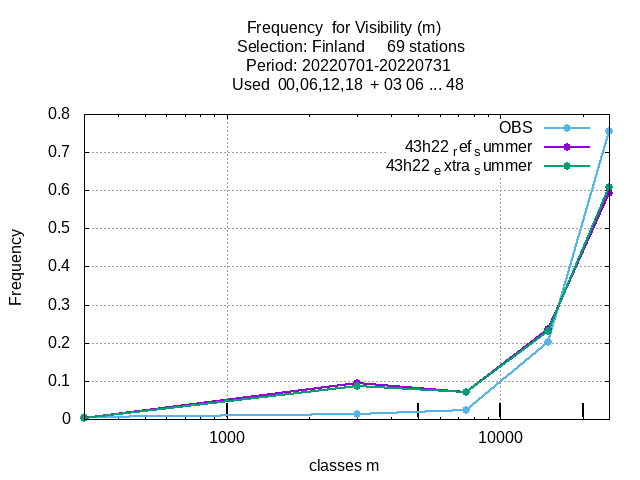 Frequency for Visibility (m)
Selection: Finland 69 stations
Period: 20220701-20220731
Used 00,06,12,18 + 03 06 ... 48
0.8
0.7
0.6
0.5
0.4
0.3
0.2
0.1
0
Frequency
OBS
43h22 ref summer
43h22 extra summer
1000
10000
classes m